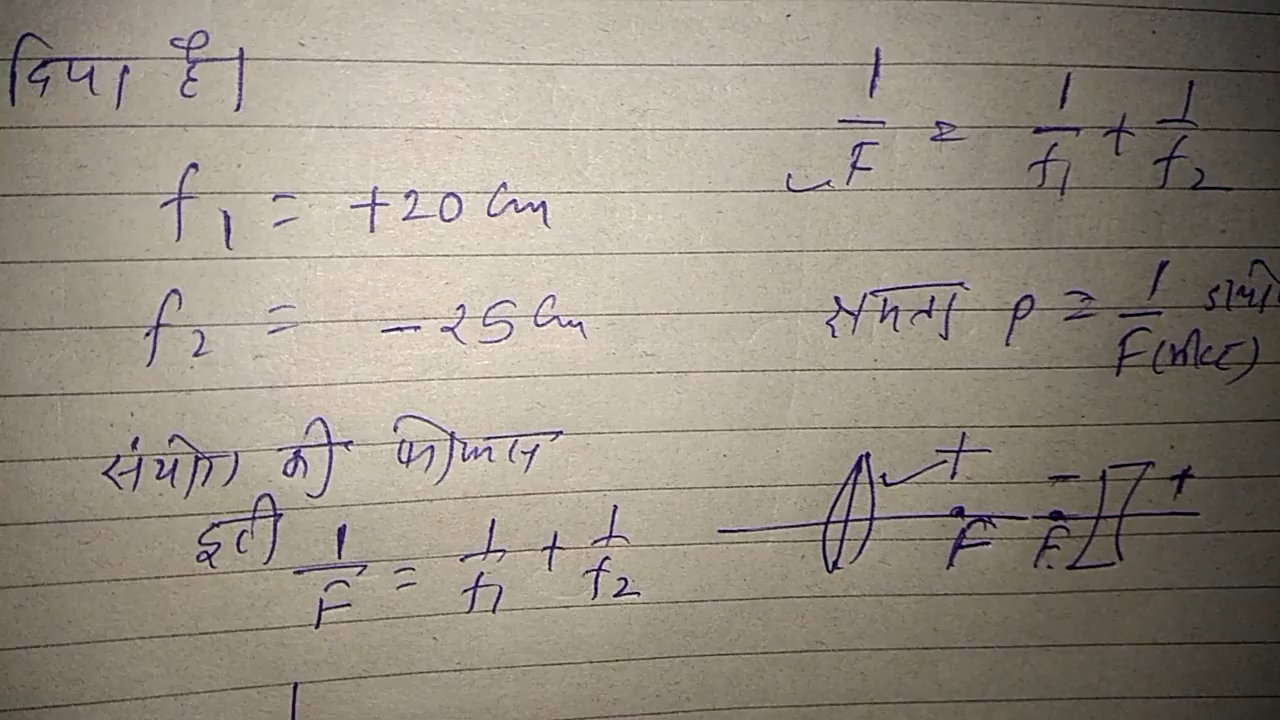 दिया है।
1/F = 1/f1 + 1/f2
f1 = +20 cm
f2 = -25 cm
क्षमता P = 1/F(मीटर)
संयोग की फोकस
दूरी 1/F = 1/f1 + 1/f2
+
- +
F F